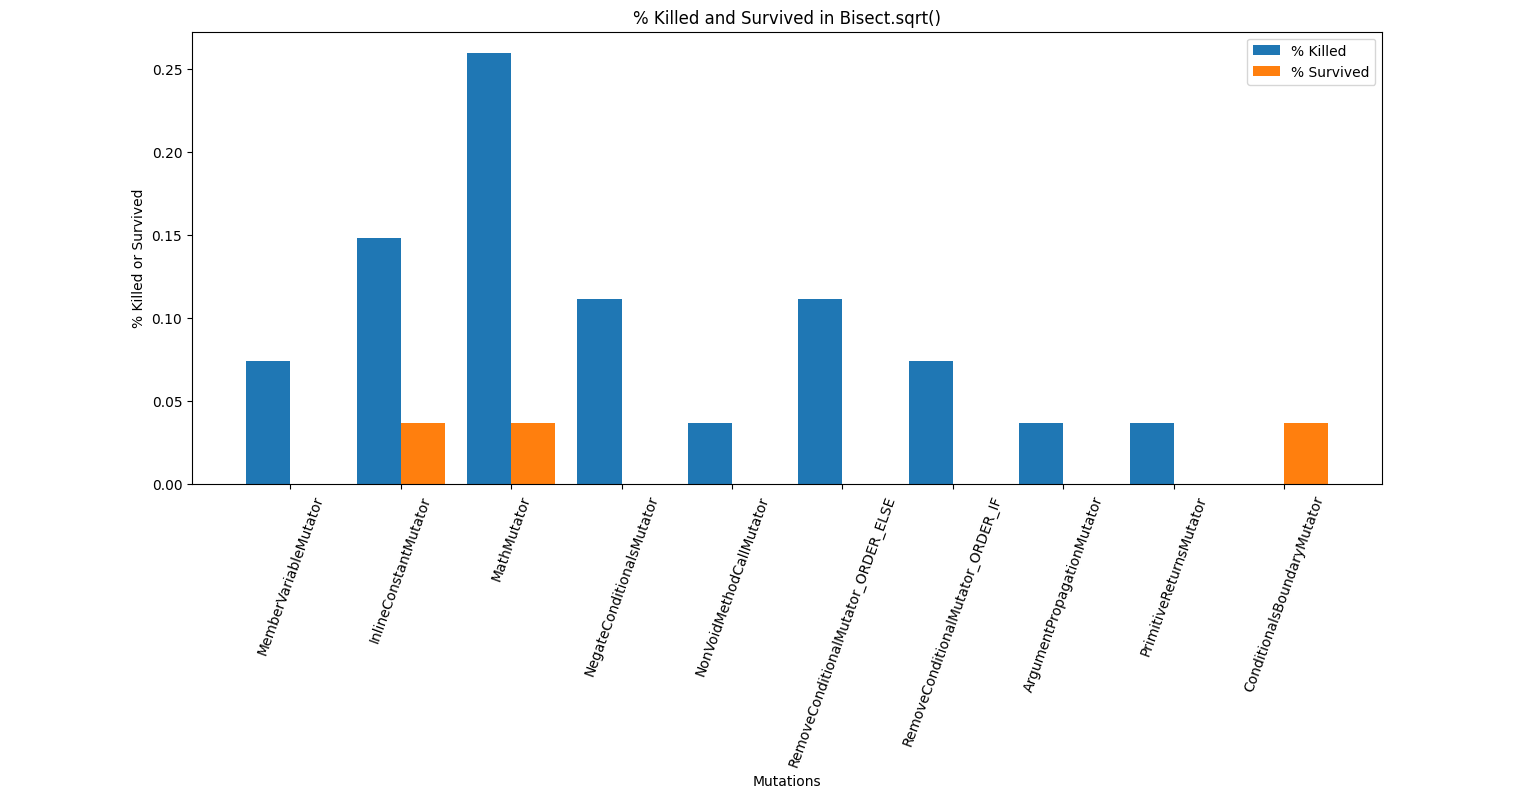 % Killed and Survived in Bisect.sqrt()
% Killed
% Survived
% Killed or Survived
0.25
0.20
0.15
0.10
0.05
0.00
MemberVariableMutator
InlineConstantMutator
MathMutator
NegateConditionalsMutator
NonVoidMethodCallMutator
RemoveConditionalMutator_ORDER_ELSE
RemoveConditionalMutator_ORDER_IF
ArgumentPropagationMutator
PrimitiveReturnsMutator
ConditionalsBoundaryMutator
Mutations